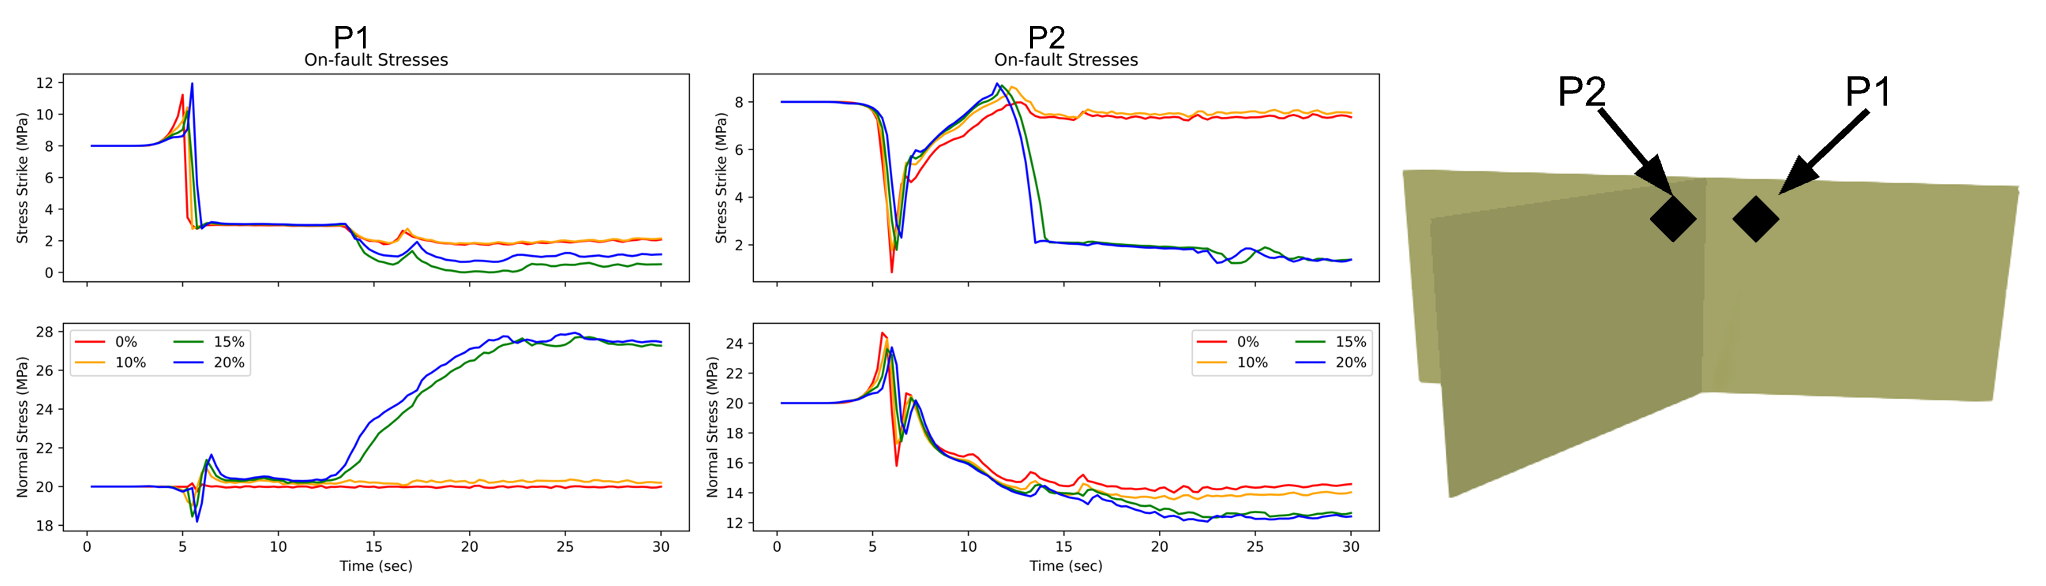 P1
On-fault Stresses
Stress Strike (MPa)
12
10
8
6
4
2
0
Normal Stress (MPa)
28
26
24
22
20
18
0% 15%
10% 20%
0 5 10 15 20 25 30
Time (sec)
P2
On-fault Stresses
Stress Strike (MPa)
8
6
4
2
Normal Stress (MPa)
24
22
20
18
16
14
12
0% 15%
10% 20%
0 5 10 15 20 25 30
Time (sec)
P2 P1